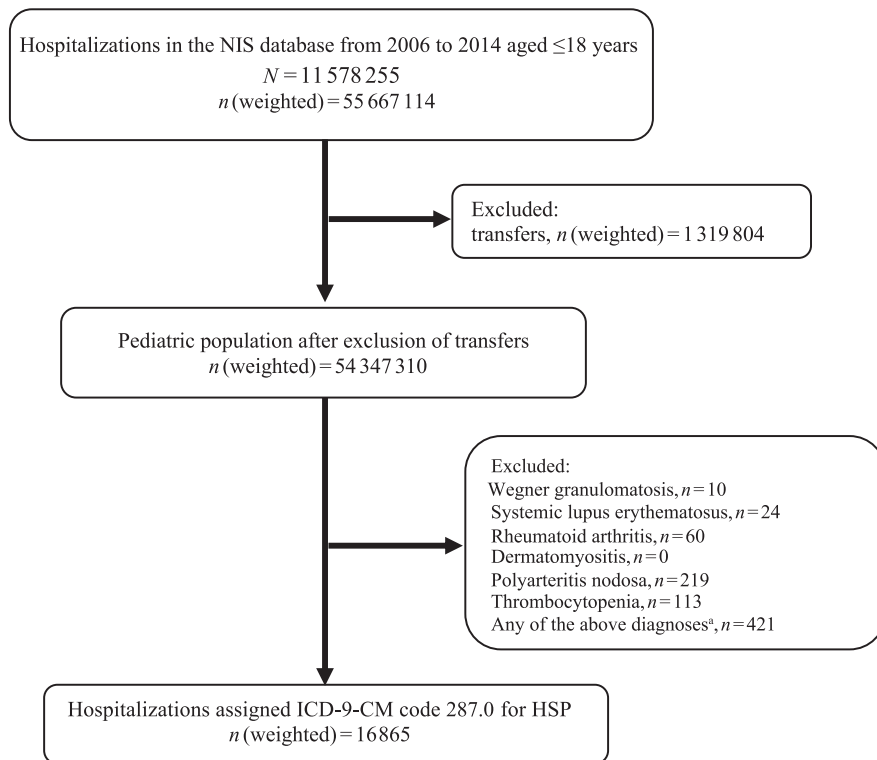 Hospitalizations in the NIS database from 2006 to 2014 aged ≤18 years
N = 11 578 255
n (weighted) = 55 667 114
Excluded:
transfers, n (weighted) = 1 319 804
Pediatric population after exclusion of transfers
n (weighted) = 54 347 310
Excluded:
Wegner granulomatosis, n = 10
Systemic lupus erythematosus, n = 24
Rheumatoid arthritis, n = 60
Dermatomyositis, n = 0
Polyarteritis nodosa, n = 219
Thrombocytopenia, n = 113
Any of the above diagnosesᵃ, n = 421
Hospitalizations assigned ICD-9-CM code 287.0 for HSP
n (weighted) = 16865